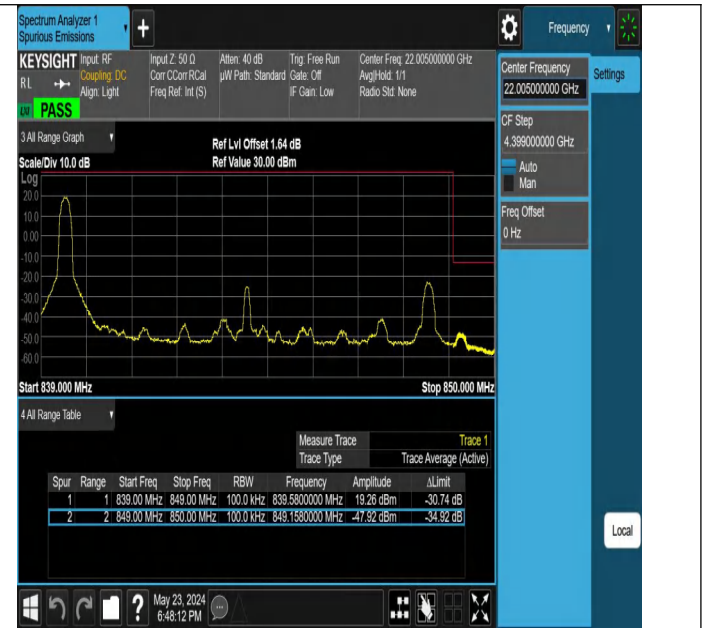 Spectrum Analyzer 1
Spurious Emissions
Frequency
KEYSIGHT
RL
PASS
Input: RF
Coupling: DC
Align: Light
Input Z: 50 Ω
Corr CCorr RCal
Freq Ref: Int (S)
Atten: 40 dB
µW Path: Standard
Trig: Free Run
Gate: Off
IF Gain: Low
Center Freq: 22.005000000 GHz
Avg|Hold: 1/1
Radio Std: None
Center Frequency
22.005000000 GHz
Settings
CF Step
4.399000000 GHz
Auto
Man
Freq Offset
0 Hz
3 All Range Graph
Scale/Div 10.0 dB
Ref Lvl Offset 1.64 dB
Ref Value 30.00 dBm
Log
20.0
10.0
0.00
-10.0
-20.0
-30.0
-40.0
-50.0
-60.0
Start 839.000 MHz
Stop 850.000 MHz
4 All Range Table
Measure Trace Trace 1
Trace Type Trace Average (Active)
Spur Range Start Freq Stop Freq RBW Frequency Amplitude ΔLimit
1 1 839.00 MHz 849.00 MHz 100.0 kHz 839.5800000 MHz 19.26 dBm -30.74 dB
2 2 849.00 MHz 850.00 MHz 100.0 kHz 849.1580000 MHz -47.92 dBm -34.92 dB
Local
?
May 23, 2024
6:48:12 PM